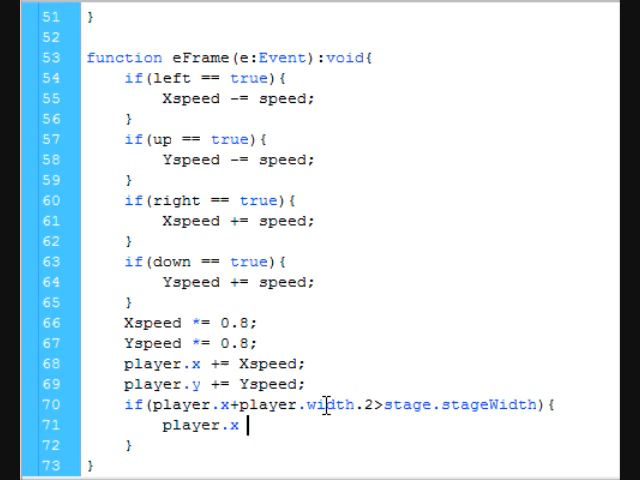 51 }
52
53 function eFrame(e:Event):void{
54 if(left == true){
55 Xspeed -= speed;
56 }
57 if(up == true){
58 Yspeed -= speed;
59 }
60 if(right == true){
61 Xspeed += speed;
62 }
63 if(down == true){
64 Yspeed += speed;
65 }
66 Xspeed *= 0.8;
67 Yspeed *= 0.8;
68 player.x += Xspeed;
69 player.y += Yspeed;
70 if(player.x+player.width.2>stage.stageWidth){
71 player.x
72 }
73 }